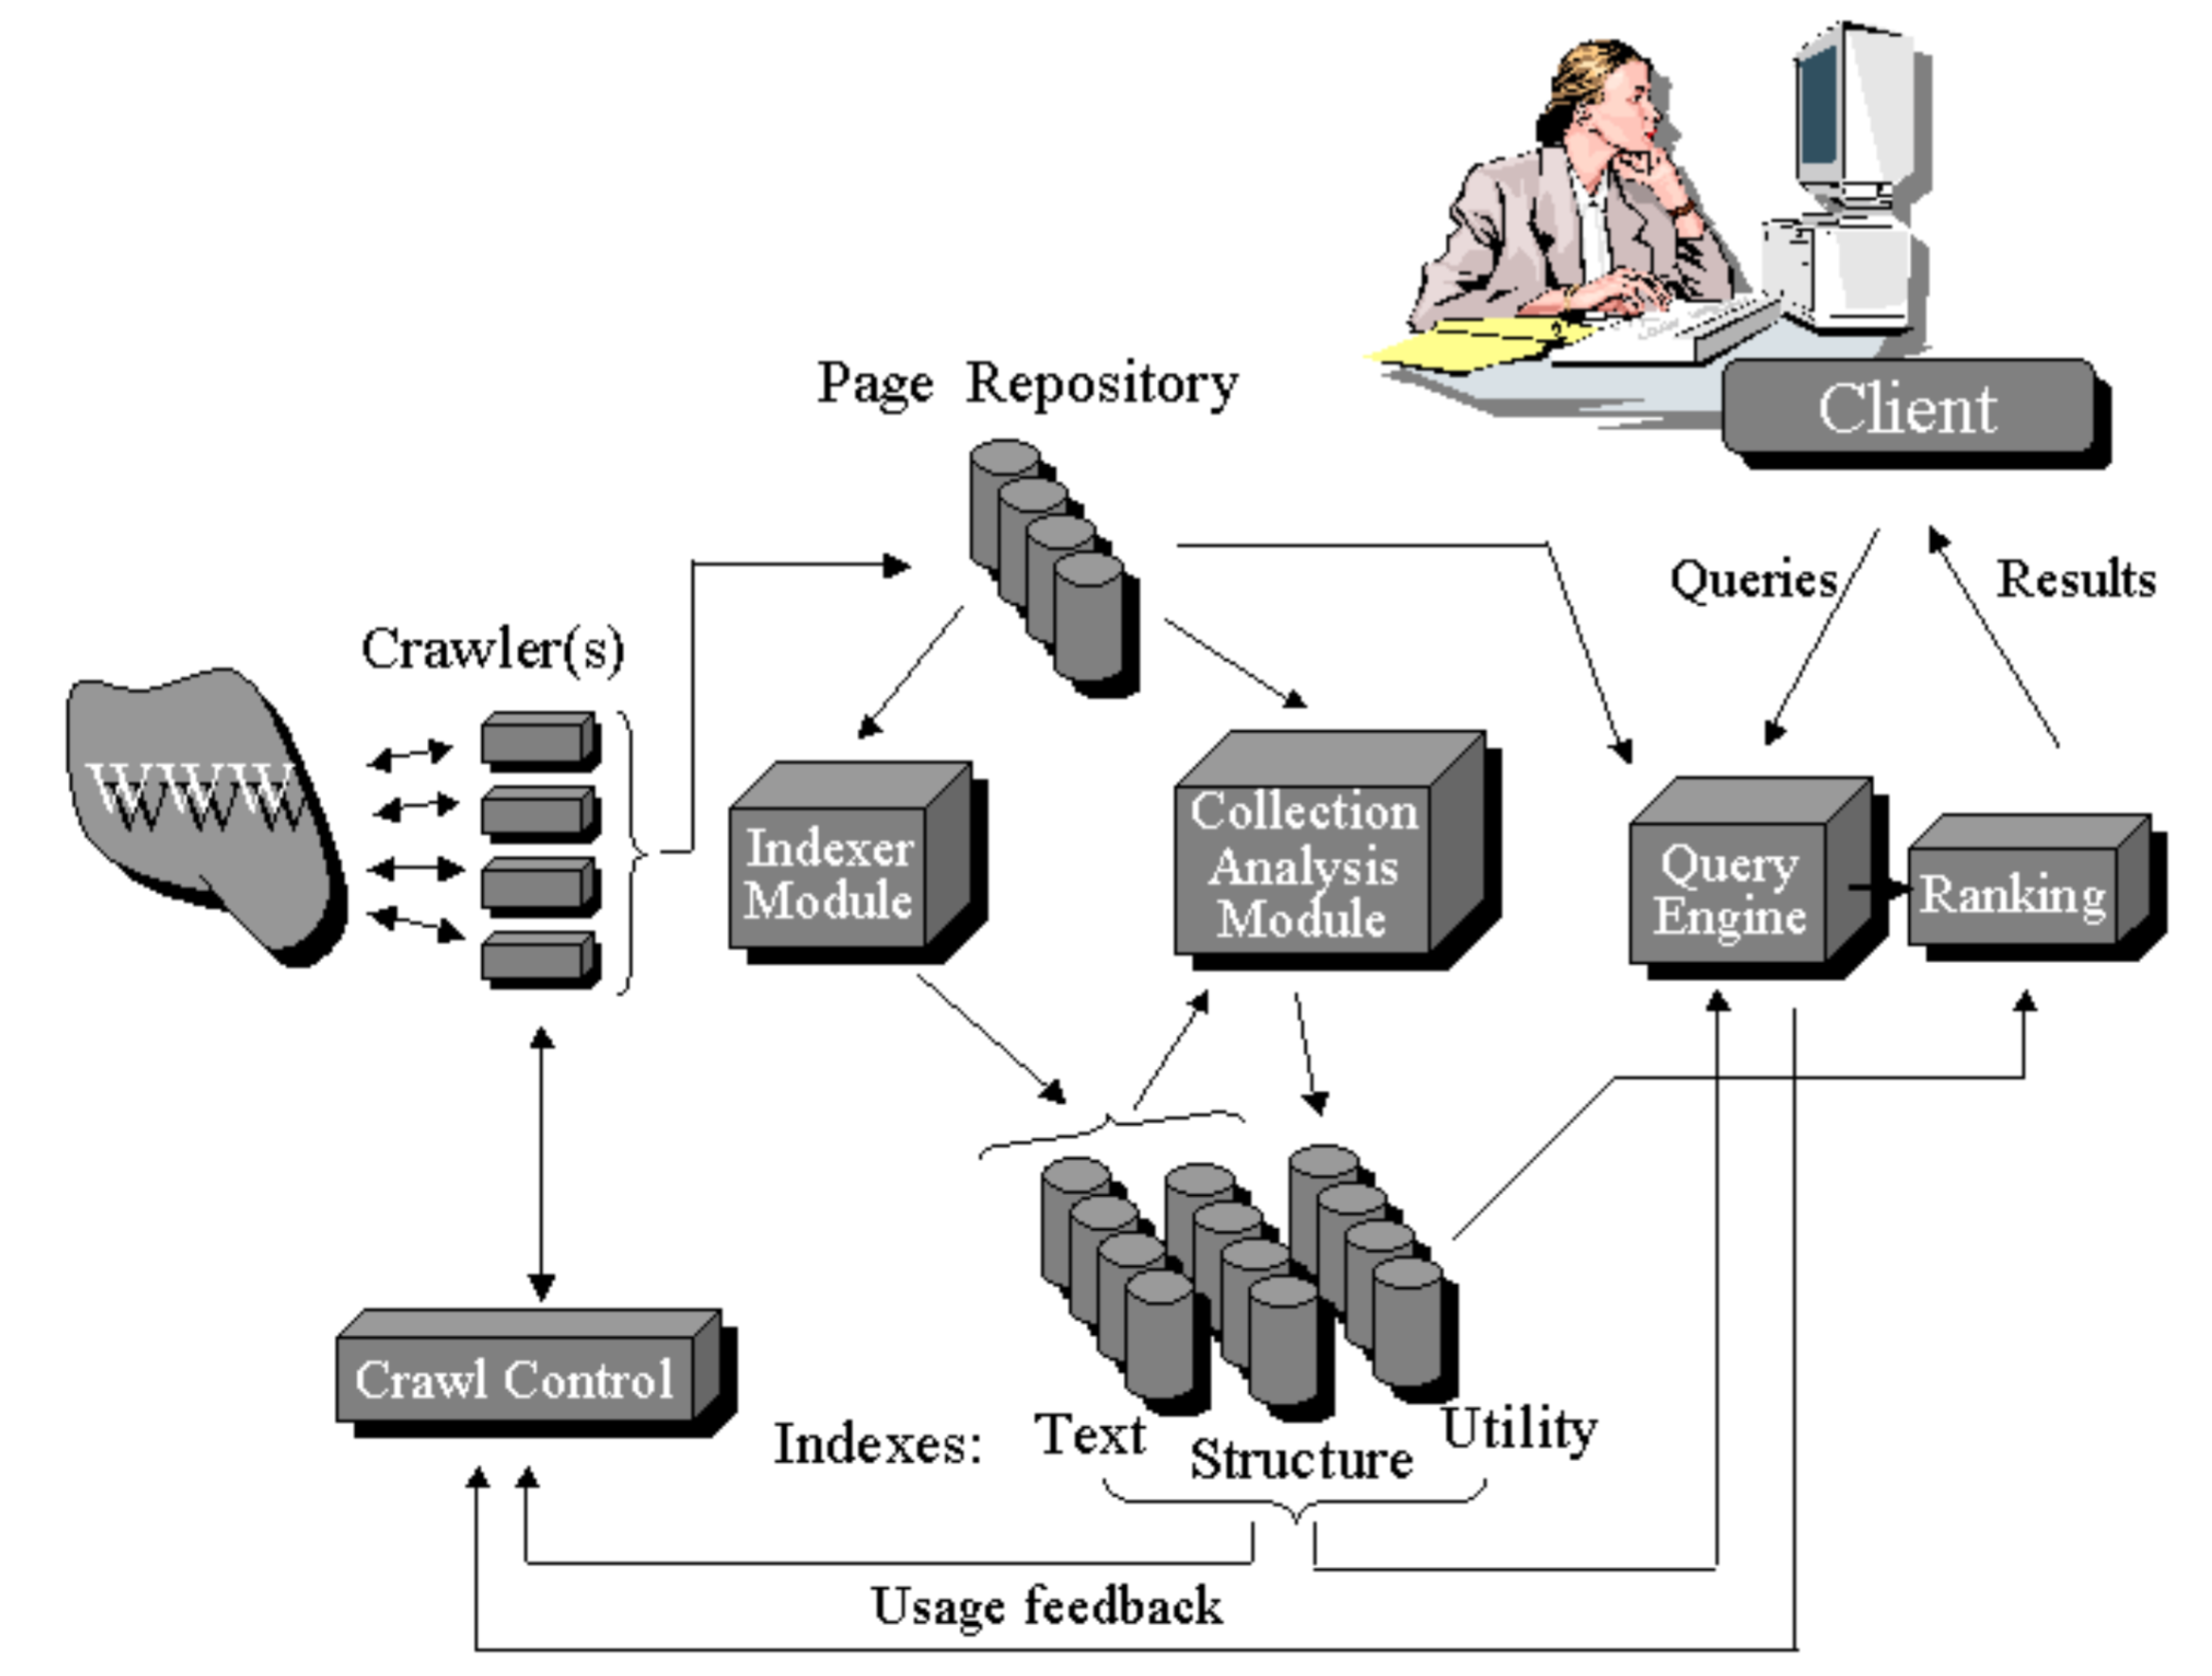 Page Repository
Client
Queries
Results
Crawler(s)
WWW
Indexer
Module
Collection
Analysis
Module
Query
Engine
Ranking
Crawl Control
Indexes:
Text
Structure
Utility
Usage feedback